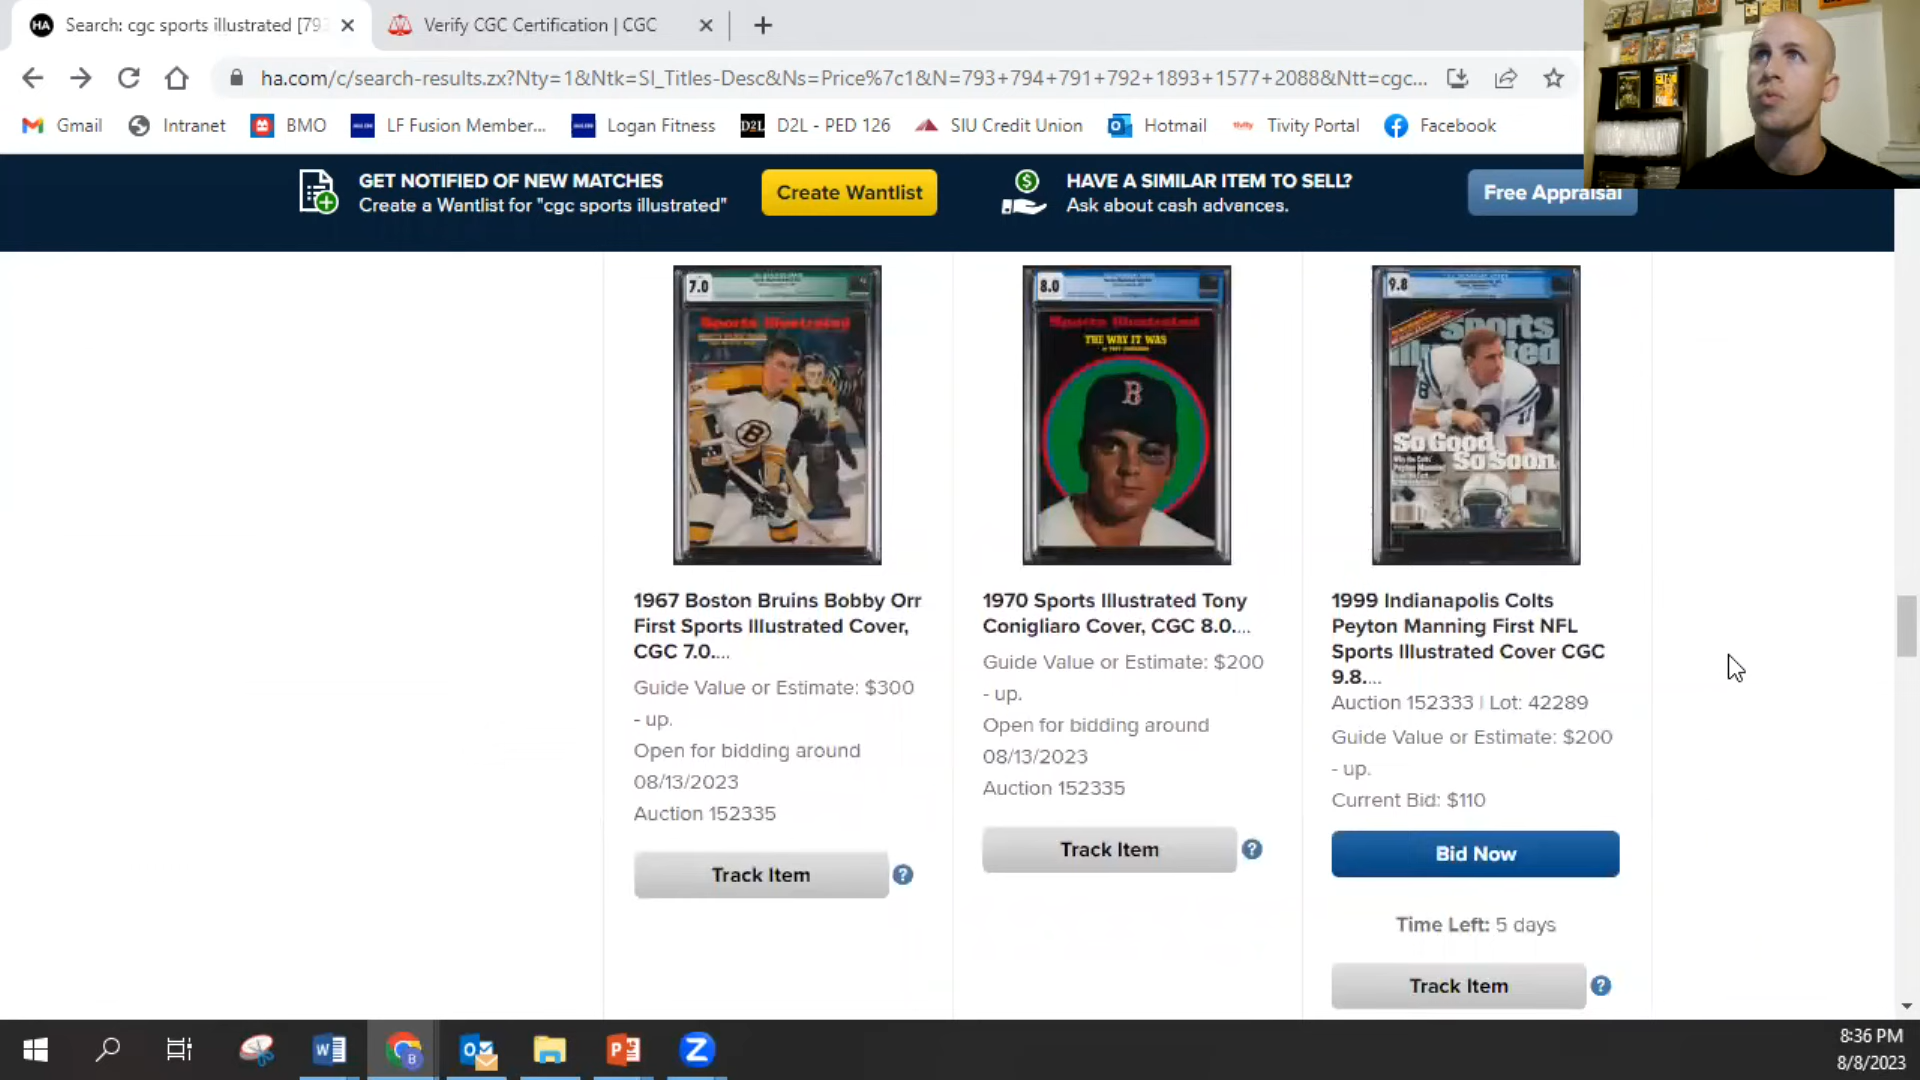 Search: cgc sports illustrated [793
Verify CGC Certification | CGC
ha.com/c/search-results.zx?Nty=1&Ntk=SI_Titles-Desc&Ns=Price%7c1&N=793+794+791+792+1893+1577+2088&Ntt=cgc...
Gmail
Intranet
BMO
LF Fusion Member...
Logan Fitness
D2L
D2L - PED 126
SIU Credit Union
Hotmail
Tivity Portal
Facebook
GET NOTIFIED OF NEW MATCHES
Create a Wantlist for "cgc sports illustrated"
Create Wantlist
HAVE A SIMILAR ITEM TO SELL?
Ask about cash advances.
Free Appraisal
7.0
Sports Illustrated
8.0
Sports Illustrated
THE WAY IT WAS
B
9.8
Sports
Illustrated
So Good
So Soon
1967 Boston Bruins Bobby Orr
First Sports Illustrated Cover,
CGC 7.0....
Guide Value or Estimate: $300
- up.
Open for bidding around
08/13/2023
Auction 152335
Track Item
1970 Sports Illustrated Tony
Conigliaro Cover, CGC 8.0....
Guide Value or Estimate: $200
- up.
Open for bidding around
08/13/2023
Auction 152335
Track Item
1999 Indianapolis Colts
Peyton Manning First NFL
Sports Illustrated Cover CGC
9.8....
Auction 152333 | Lot: 42289
Guide Value or Estimate: $200
- up.
Current Bid: $110
Bid Now
Time Left: 5 days
Track Item
8:36 PM
8/8/2023